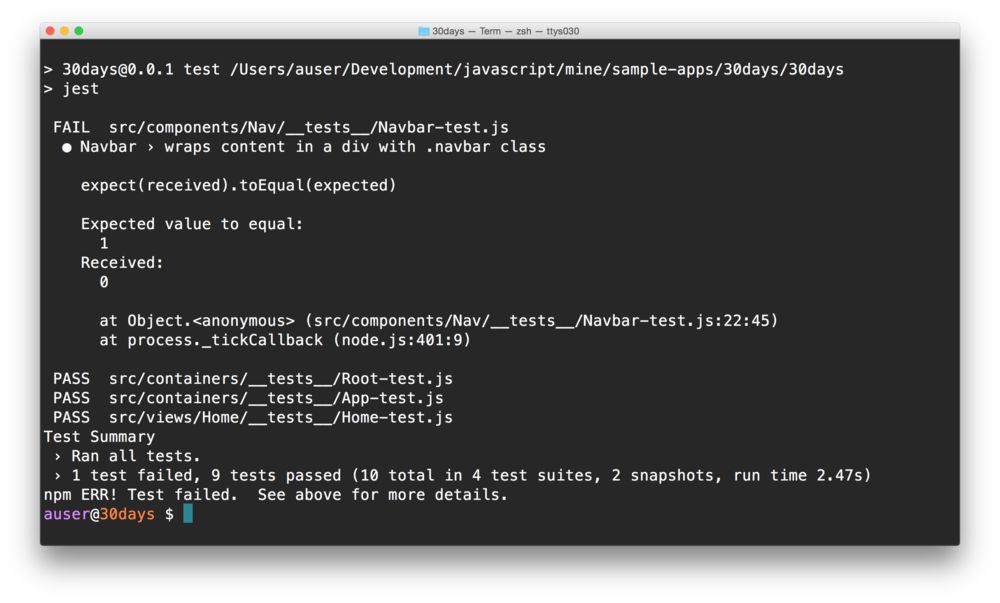 30days — Term — zsh — ttys030
> 30days@0.0.1 test /Users/auser/Development/javascript/mine/sample-apps/30days/30days
> jest
FAIL  src/components/Nav/__tests__/Navbar-test.js
● Navbar › wraps content in a div with .navbar class
expect(received).toEqual(expected)
Expected value to equal:
1
Received:
0
at Object.<anonymous> (src/components/Nav/__tests__/Navbar-test.js:22:45)
at process._tickCallback (node.js:401:9)
PASS  src/containers/__tests__/Root-test.js
PASS  src/containers/__tests__/App-test.js
PASS  src/views/Home/__tests__/Home-test.js
Test Summary
› Ran all tests.
› 1 test failed, 9 tests passed (10 total in 4 test suites, 2 snapshots, run time 2.47s)
npm ERR! Test failed.  See above for more details.
auser@30days $